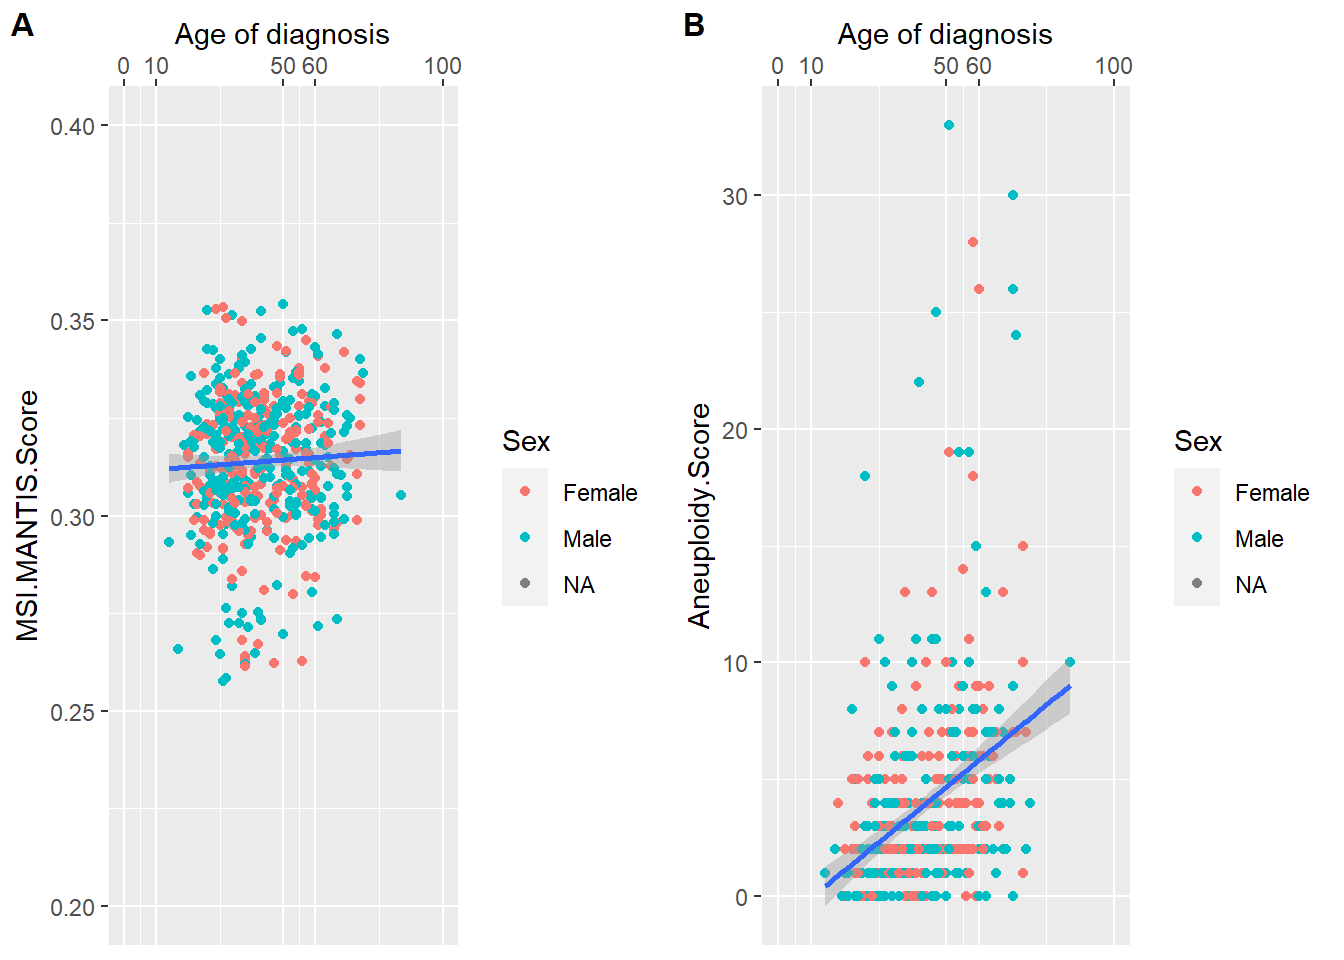 A
Age of diagnosis
0 10 50 60 100
0.40
0.35
0.30
0.25
0.20
MSI.MANTIS.Score
Sex
Female
Male
NA
B
Age of diagnosis
0 10 50 60 100
30
20
10
0
Aneuploidy.Score
Sex
Female
Male
NA